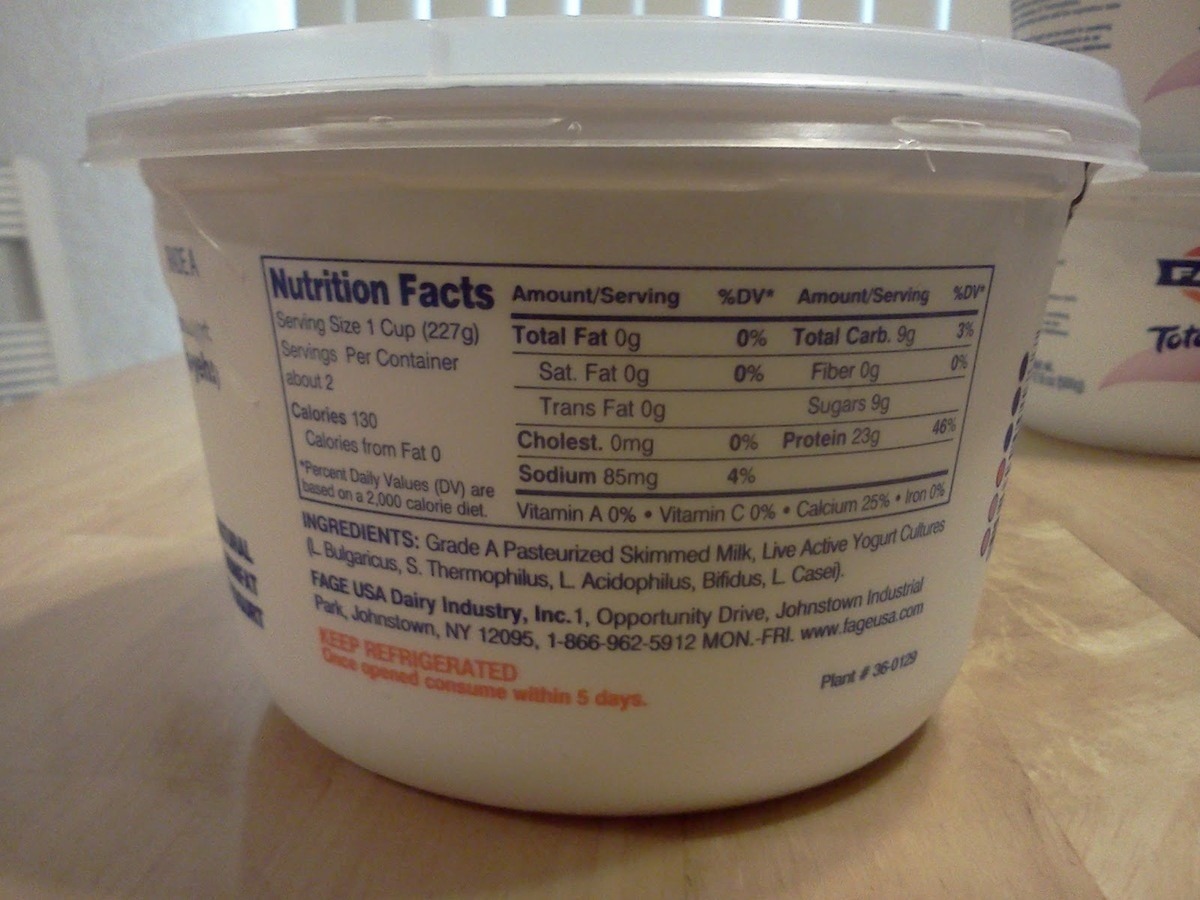 Nutrition Facts
Serving Size 1 Cup (227g)
Servings Per Container
about 2
Calories 130
Calories from Fat 0
*Percent Daily Values (DV) are
based on a 2,000 calorie diet.
Amount/Serving %DV* Amount/Serving %DV*
Total Fat 0g 0% Total Carb. 9g 3%
Sat. Fat 0g 0% Fiber 0g 0%
Trans Fat 0g Sugars 9g
Cholest. 0mg 0% Protein 23g 46%
Sodium 85mg 4%
Vitamin A 0% • Vitamin C 0% • Calcium 25% • Iron 0%
INGREDIENTS: Grade A Pasteurized Skimmed Milk, Live Active Yogurt Cultures
(L. Bulgaricus, S. Thermophilus, L. Acidophilus, Bifidus, L. Casei).
FAGE USA Dairy Industry, Inc. 1, Opportunity Drive, Johnstown Industrial
Park, Johnstown, NY 12095, 1-866-962-5912 MON.-FRI. www.fageusa.com
KEEP REFRIGERATED
Once opened consume within 5 days.
Plant # 36-0129